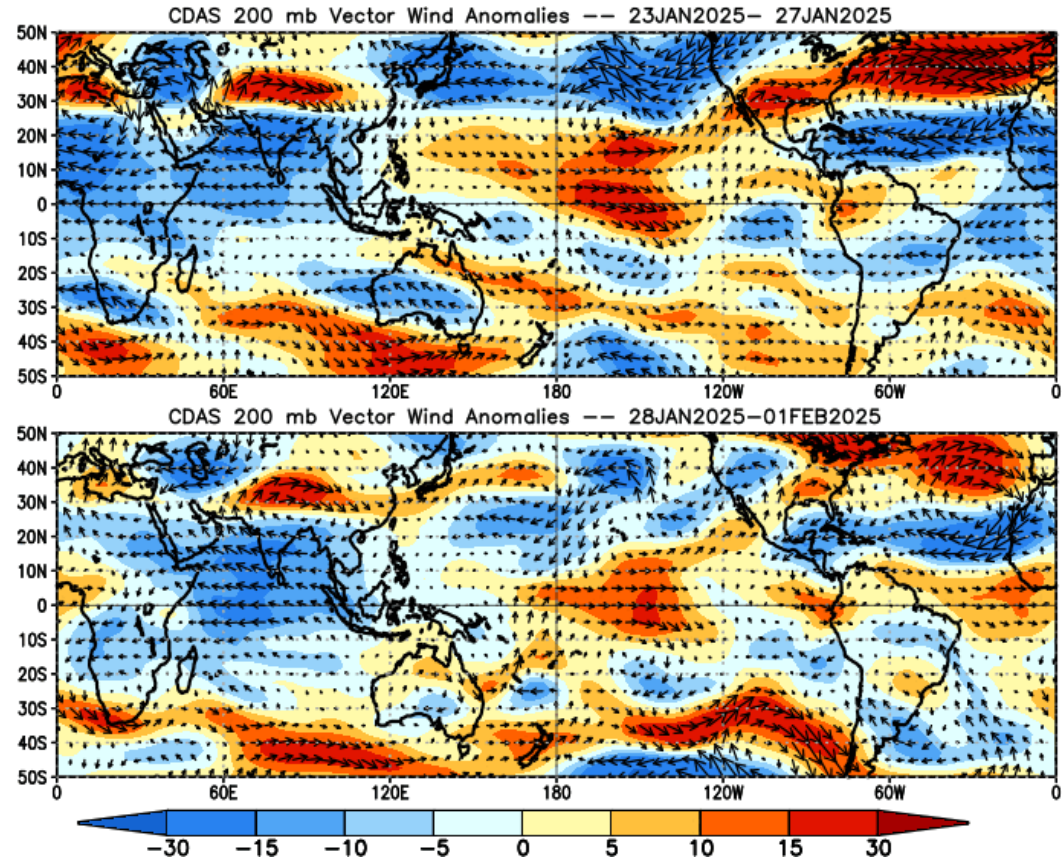 CDAS 200 mb Vector Wind Anomalies -- 23JAN2025- 27JAN2025
50N
40N
30N
20N
10N
0
10S
20S
30S
40S
50S
0 60E 120E 180 120W 60W 0
CDAS 200 mb Vector Wind Anomalies -- 28JAN2025-01FEB2025
50N
40N
30N
20N
10N
0
10S
20S
30S
40S
50S
0 60E 120E 180 120W 60W 0
-30 -15 -10 -5 0 5 10 15 30